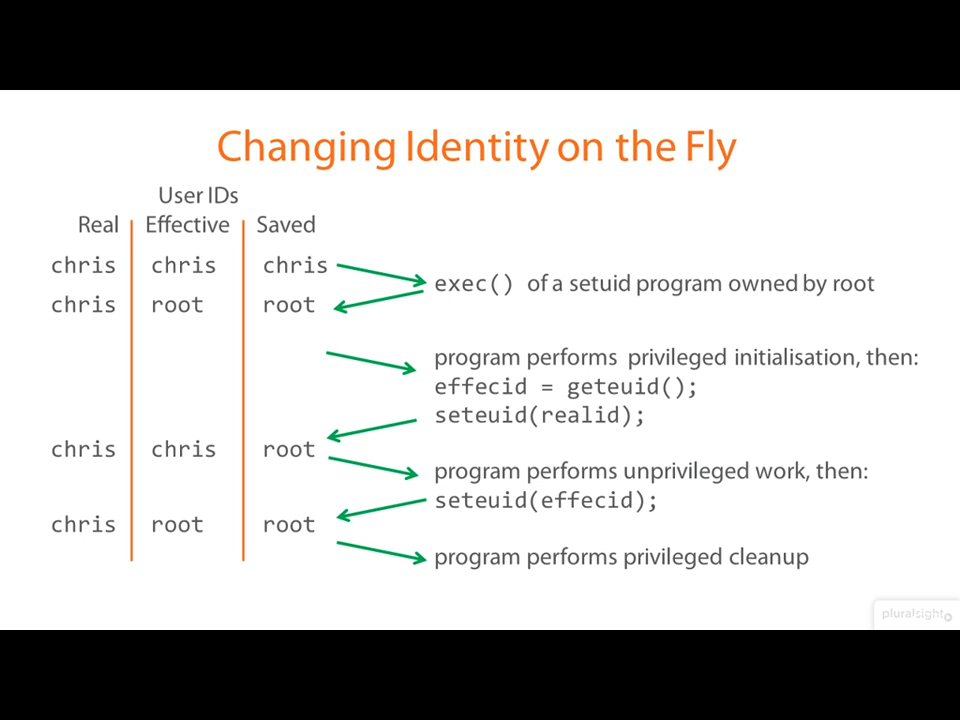 Changing Identity on the Fly
User IDs
Real Effective Saved
chris chris chris
exec() of a setuid program owned by root
chris root root
program performs privileged initialisation, then:
effecid = geteuid();
seteuid(realid);
chris chris root
program performs unprivileged work, then:
seteuid(effecid);
chris root root
program performs privileged cleanup
pluralsight